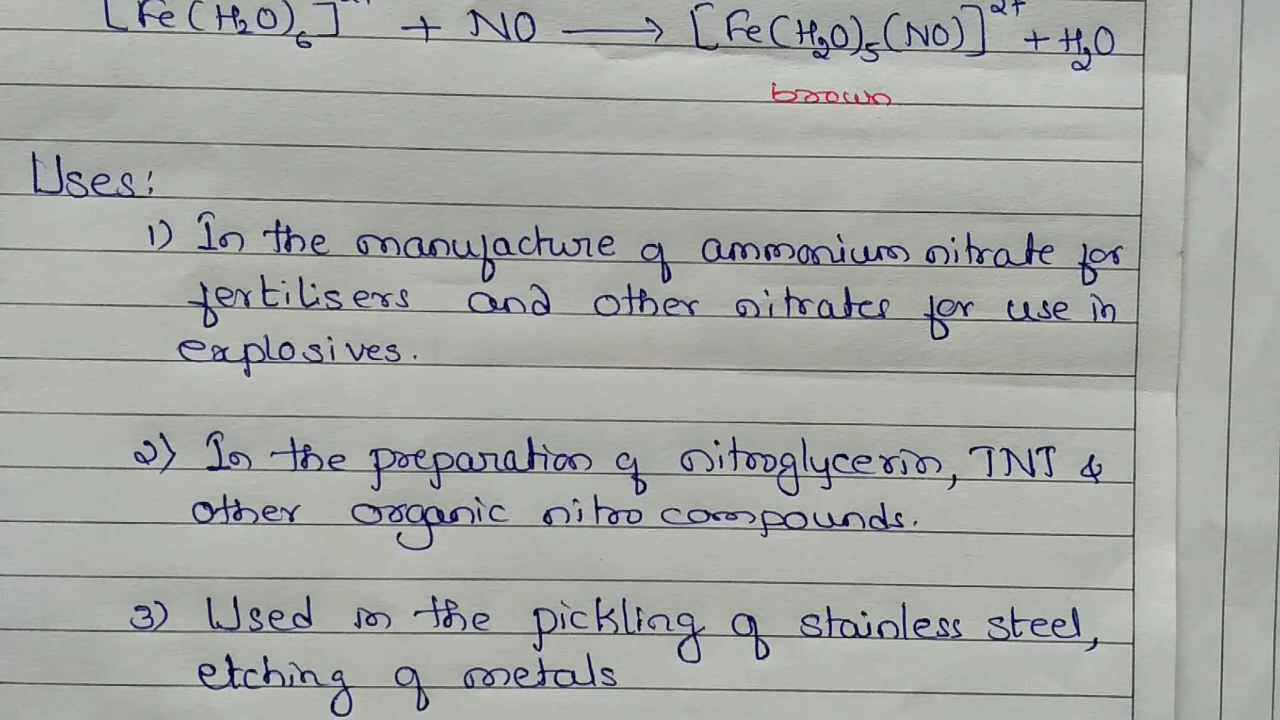 [Fe(H₂O)₆]²⁺ + NO ⟶ [Fe(H₂O)₅(NO)]²⁺ + H₂O
brown
Uses:
1) In the manufacture of ammonium nitrate for
fertilisers and other nitrates for use in
explosives.
2) In the preparation of nitroglycerin, TNT &
other organic nitro compounds.
3) Used in the pickling of stainless steel,
etching of metals